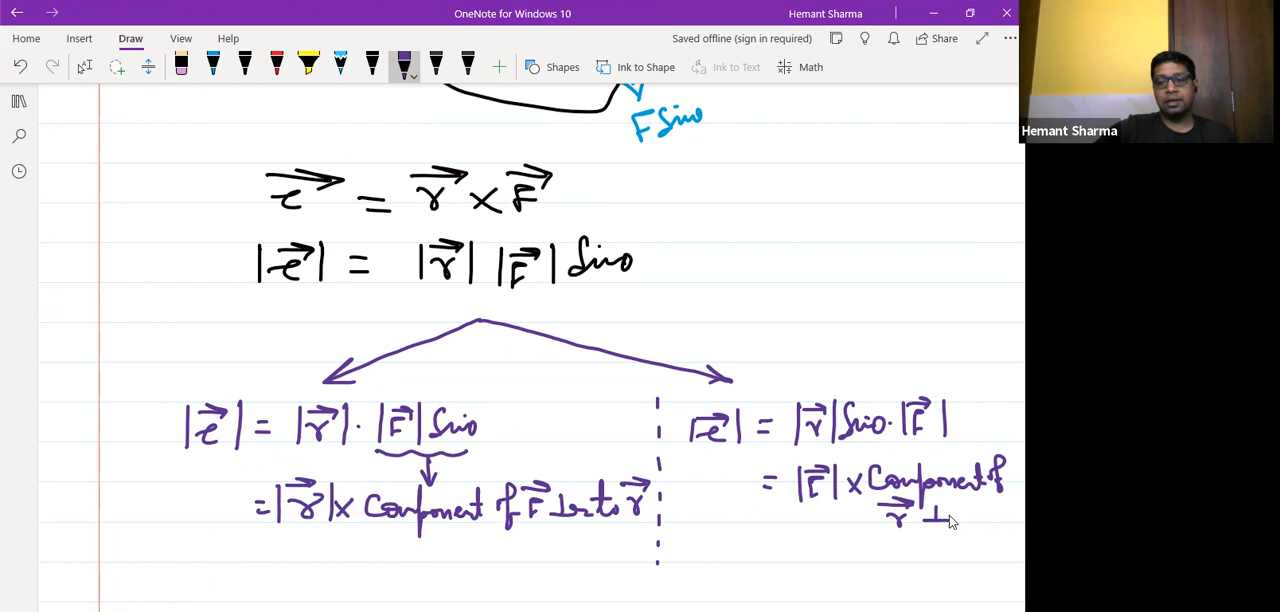 OneNote for Windows 10
Hemant Sharma
Home Insert Draw View Help
Saved offline (sign in required)
Share
Shapes
Ink to Shape
Ink to Text
Math
Hemant Sharma
F Sinθ
τ⃗ = r⃗ × F⃗
|τ⃗| = |r⃗| |F⃗| Sinθ
|τ⃗| = |r⃗| · |F⃗| Sinθ
= |r⃗| × Component of F⃗ ⊥er to r⃗
|τ⃗| = |r⃗| Sinθ · |F⃗|
= |F⃗| × Component of
r⃗ ⊥